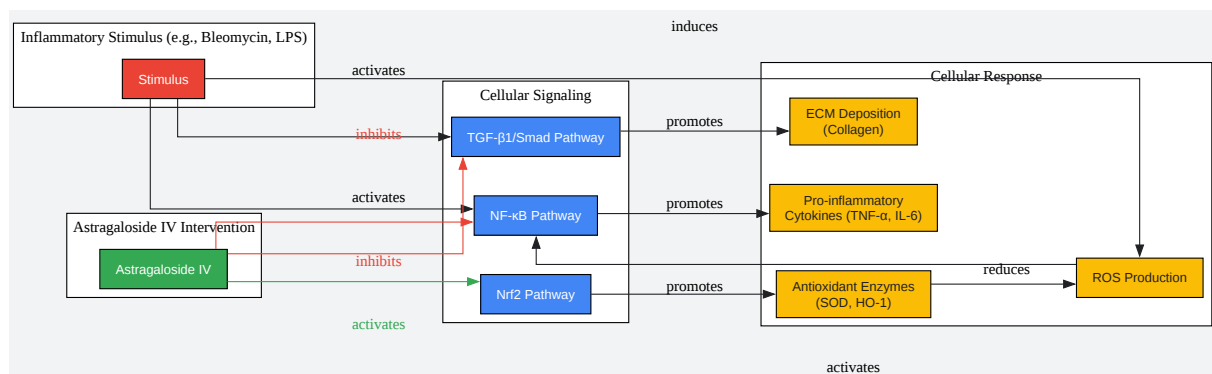 induces
Inflammatory Stimulus (e.g., Bleomycin, LPS)
Stimulus
activates
Cellular Response
Cellular Signaling
ECM Deposition
(Collagen)
promotes
inhibits
TGF-β1/Smad Pathway
activates
Pro-inflammatory
Cytokines (TNF-α, IL-6)
promotes
NF-κB Pathway
Astragaloside IV Intervention
inhibits
Astragaloside IV
reduces
ROS Production
Nrf2 Pathway
promotes
Antioxidant Enzymes
(SOD, HO-1)
activates
activates